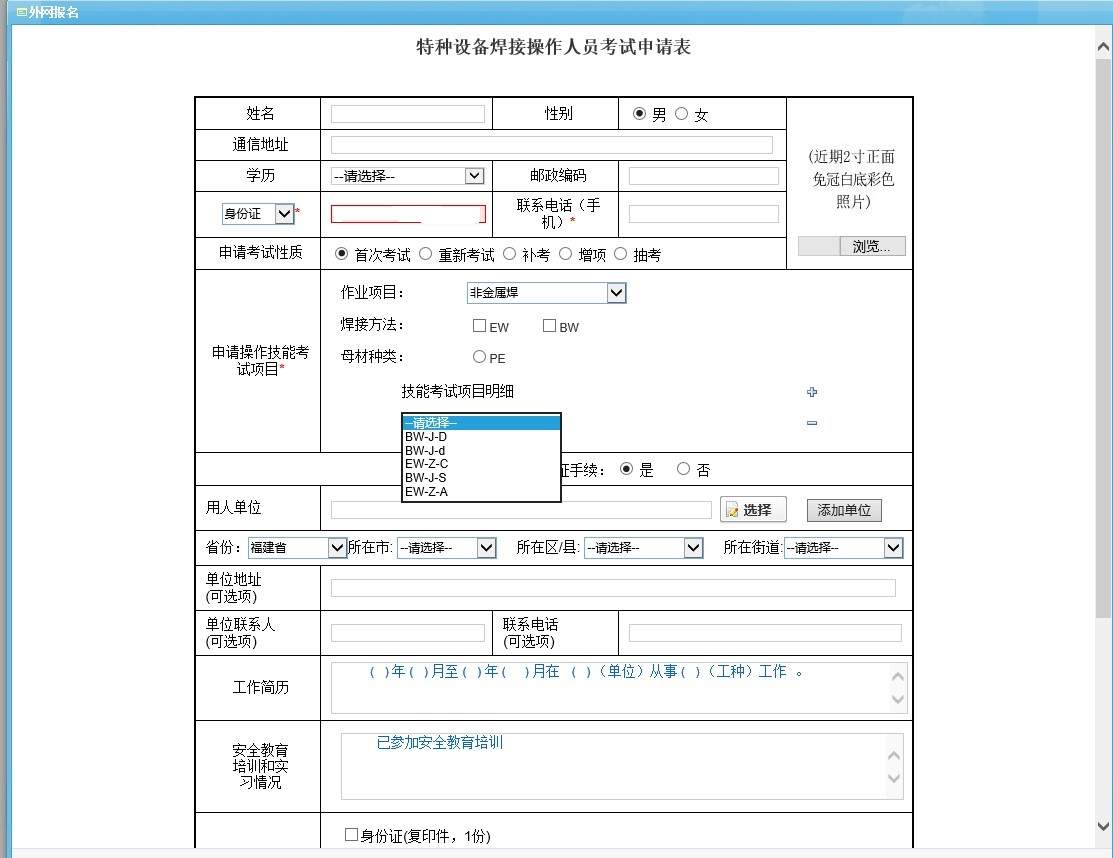 外网报名
特种设备焊接操作人员考试申请表
姓名
性别
男 女
通信地址
学历
--请选择--
邮政编码
(近期2寸正面
免冠白底彩色
照片)
身份证 *
联系电话（手
机）*
浏览...
申请考试性质
首次考试 重新考试 补考 增项 抽考
作业项目：
非金属焊
焊接方法：
EW BW
申请操作技能考
试项目*
母材种类：
PE
技能考试项目明细
--请选择--
BW-J-D
BW-J-d
EW-Z-C
BW-J-S
EW-Z-A
证手续： 是 否
用人单位
选择
添加单位
省份： 福建省 所在市: --请选择-- 所在区/县: --请选择-- 所在街道: --请选择--
单位地址
(可选项)
单位联系人
(可选项)
联系电话
(可选项)
工作简历
( )年( )月至( )年( )月在 ( )（单位）从事( )（工种）工作 。
安全教育
培训和实
习情况
已参加安全教育培训
身份证(复印件，1份)